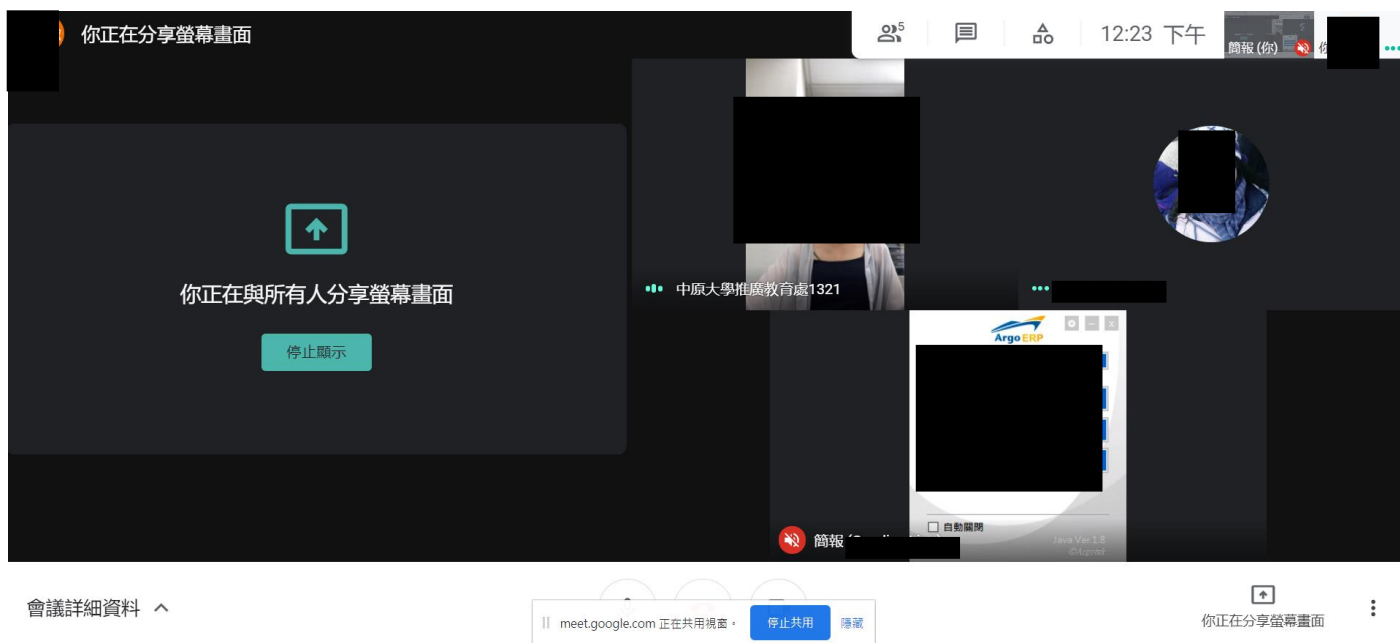 你正在分享螢幕畫面
5
12:23 下午
簡報 (你)
你正在與所有人分享螢幕畫面
停止顯示
中原大學推廣教育處1321
Argo ERP
自動關閉
Java Ver.1.8
簡報
會議詳細資料
meet.google.com 正在共用視窗。
停止共用
隱藏
你正在分享螢幕畫面